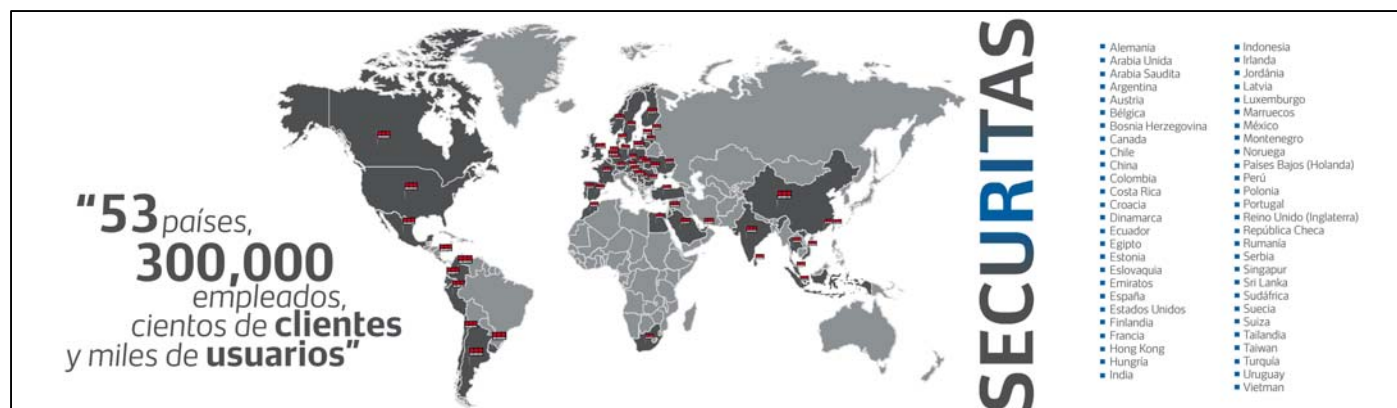 “53 países,
300,000
empleados,
cientos de clientes
y miles de usuarios”
SECURITAS
Alemania
Arabia Unida
Arabia Saudita
Argentina
Austria
Bélgica
Bosnia Herzegovina
Canada
Chile
China
Colombia
Costa Rica
Croacia
Dinamarca
Ecuador
Egipto
Estonia
Eslovaquia
Emiratos
España
Estados Unidos
Finlandia
Francia
Hong Kong
Hungría
India
Indonesia
Irlanda
Jordánia
Latvia
Luxemburgo
Marruecos
México
Montenegro
Noruega
Países Bajos (Holanda)
Perú
Polonia
Portugal
Reino Unido (Inglaterra)
República Checa
Rumanía
Serbia
Singapur
Sri Lanka
Sudáfrica
Suecia
Suiza
Tailandia
Taiwan
Turquía
Uruguay
Vietman